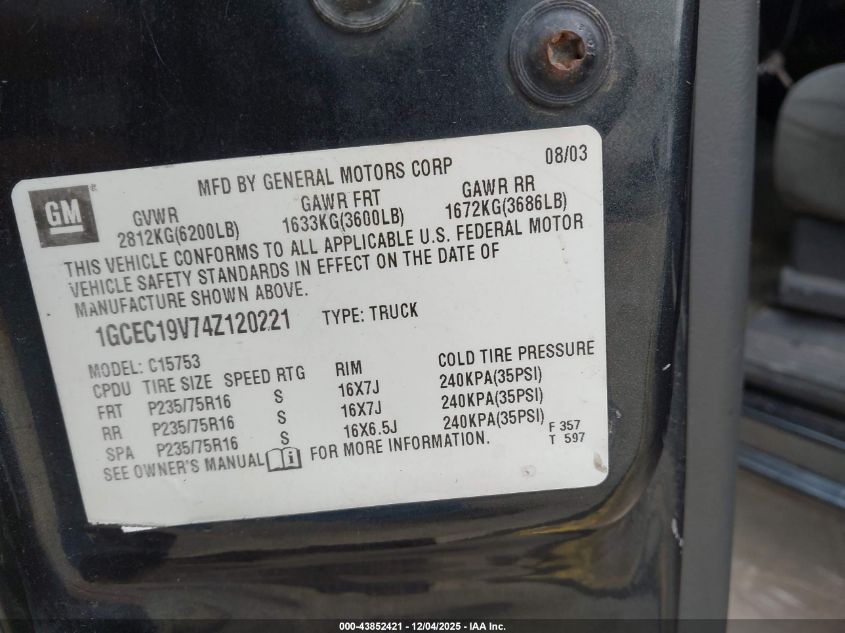 08/03
MFD BY GENERAL MOTORS CORP
GM ®
GVWR GAWR FRT GAWR RR
2812KG(6200LB) 1633KG(3600LB) 1672KG(3686LB)
THIS VEHICLE CONFORMS TO ALL APPLICABLE U.S. FEDERAL MOTOR
VEHICLE SAFETY STANDARDS IN EFFECT ON THE DATE OF
MANUFACTURE SHOWN ABOVE.
1GCEC19V74Z120221 TYPE: TRUCK
MODEL: C15753
CPDU TIRE SIZE SPEED RTG RIM COLD TIRE PRESSURE
FRT P235/75R16 S 16X7J 240KPA(35PSI)
RR P235/75R16 S 16X7J 240KPA(35PSI)
SPA P235/75R16 S 16X6.5J 240KPA(35PSI)
SEE OWNER'S MANUAL i FOR MORE INFORMATION.
F 357
T 597
000-43852421 - 12/04/2025 - IAA Inc.